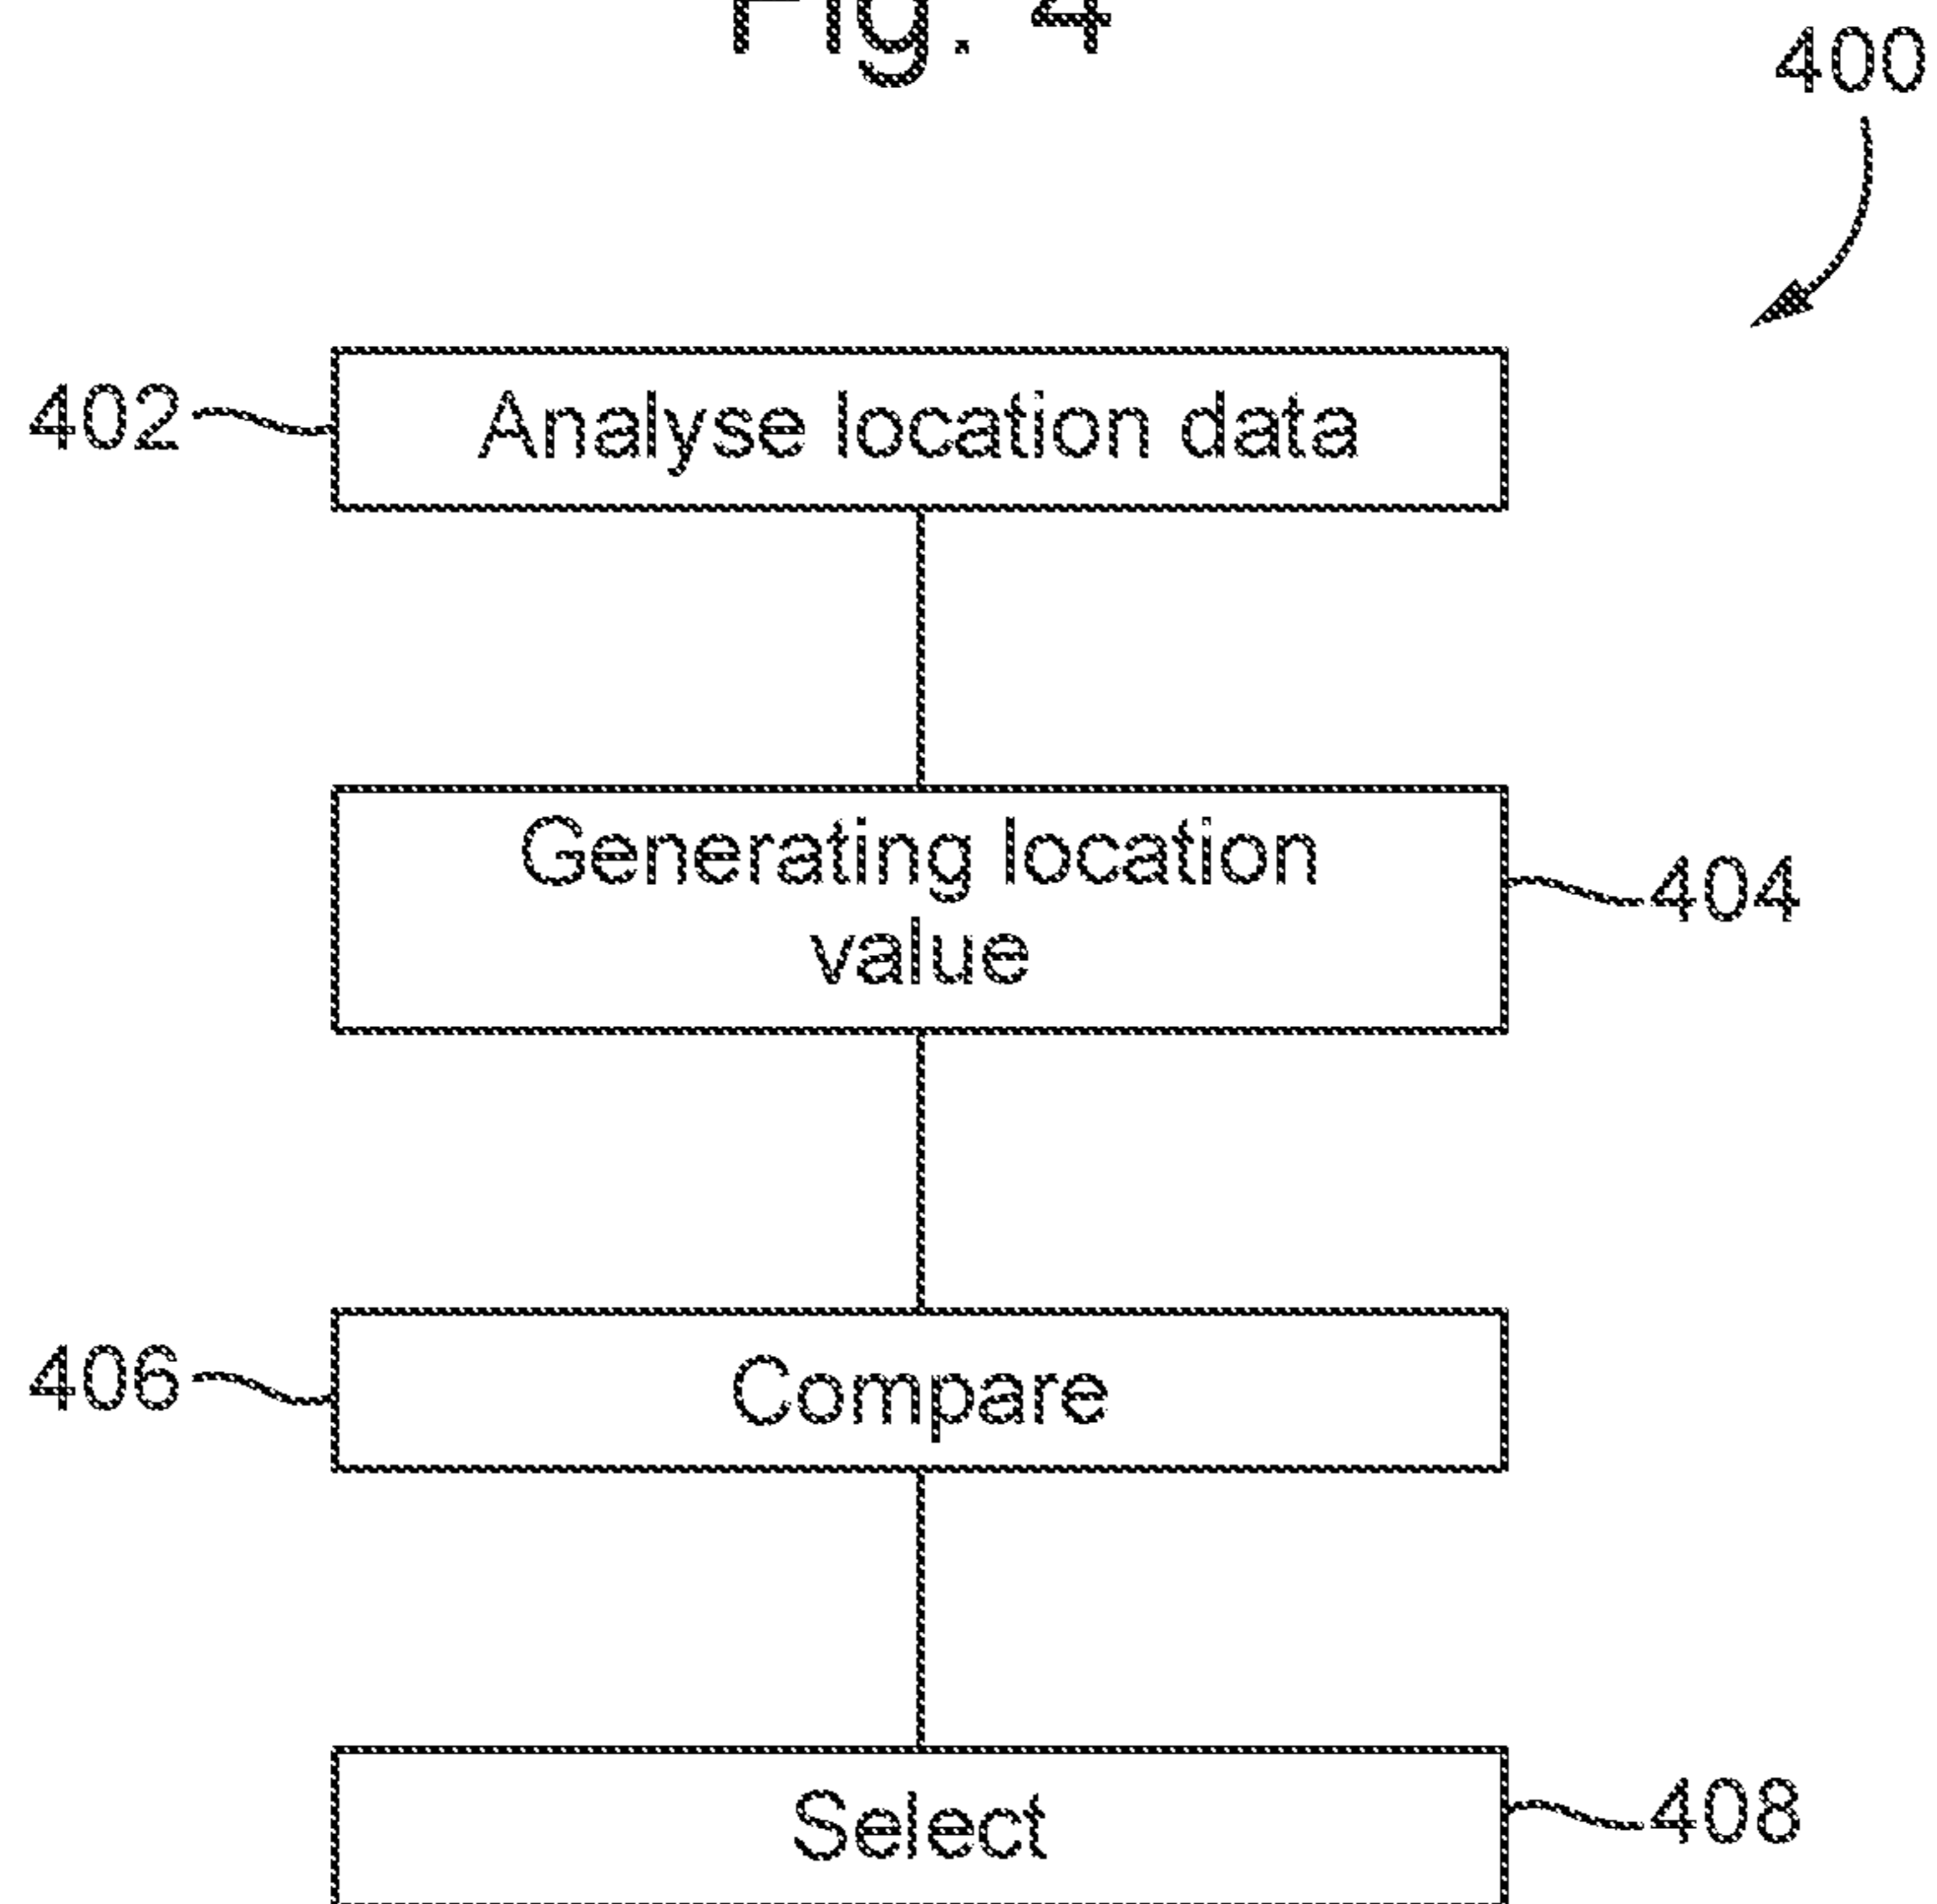 Fig. 4
400
402
Analyse location data
Generating location
value
404
406
Compare
Select
408